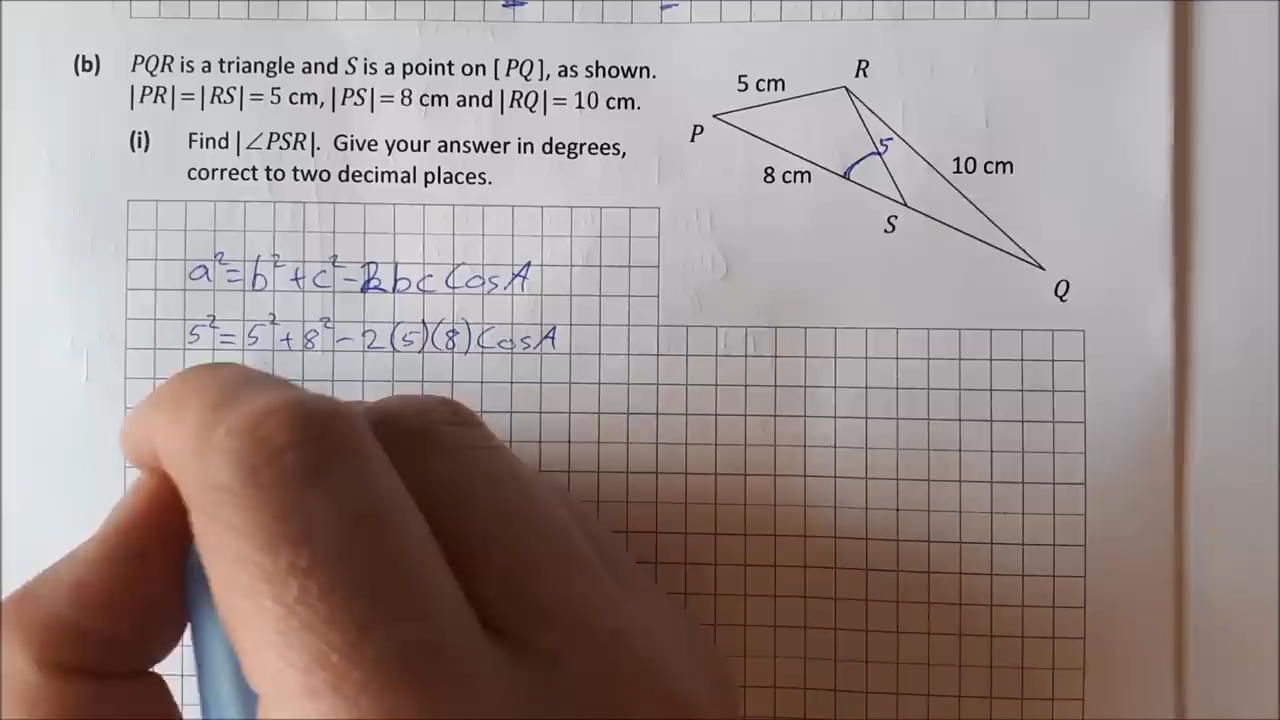 (b) PQR is a triangle and S is a point on [PQ], as shown.
|PR|=|RS|=5 cm, |PS|=8 cm and |RQ|=10 cm.
(i) Find |∠PSR|. Give your answer in degrees,
correct to two decimal places.
R
5 cm
P
5
10 cm
8 cm
S
Q
a²=b²+c²-2bc Cos A
5²=5²+8²-2(5)(8) Cos A